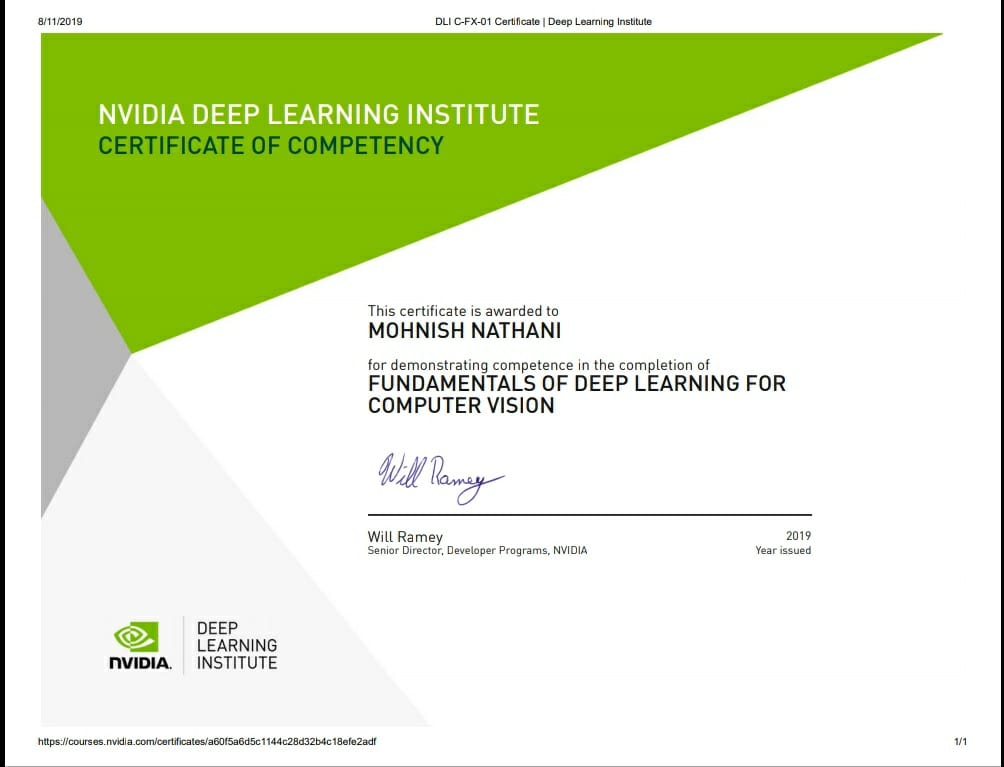 8/11/2019
DLI C-FX-01 Certificate | Deep Learning Institute
NVIDIA DEEP LEARNING INSTITUTE
CERTIFICATE OF COMPETENCY
This certificate is awarded to
MOHNISH NATHANI
for demonstrating competence in the completion of
FUNDAMENTALS OF DEEP LEARNING FOR
COMPUTER VISION
Will Ramey
Will Ramey
Senior Director, Developer Programs, NVIDIA
2019
Year issued
NVIDIA.
DEEP
LEARNING
INSTITUTE
https://courses.nvidia.com/certificates/a60f5a6d5c1144c28d32b4c18efe2adf
1/1